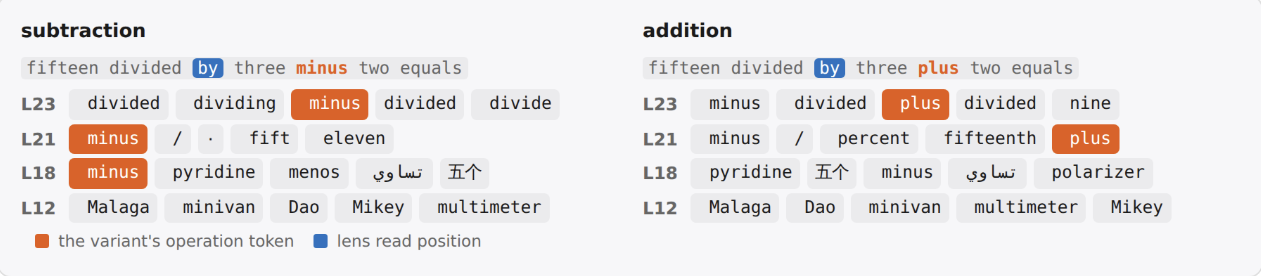 subtraction
fifteen divided by three minus two equals
L23 divided dividing minus divided divide
L21 minus / · fift eleven
L18 minus pyridine menos تساوي 五个
L12 Malaga minivan Dao Mikey multimeter
the variant's operation token lens read position
addition
fifteen divided by three plus two equals
L23 minus divided plus divided nine
L21 minus / percent fifteenth plus
L18 pyridine 五个 minus تساوي polarizer
L12 Malaga Dao minivan multimeter Mikey